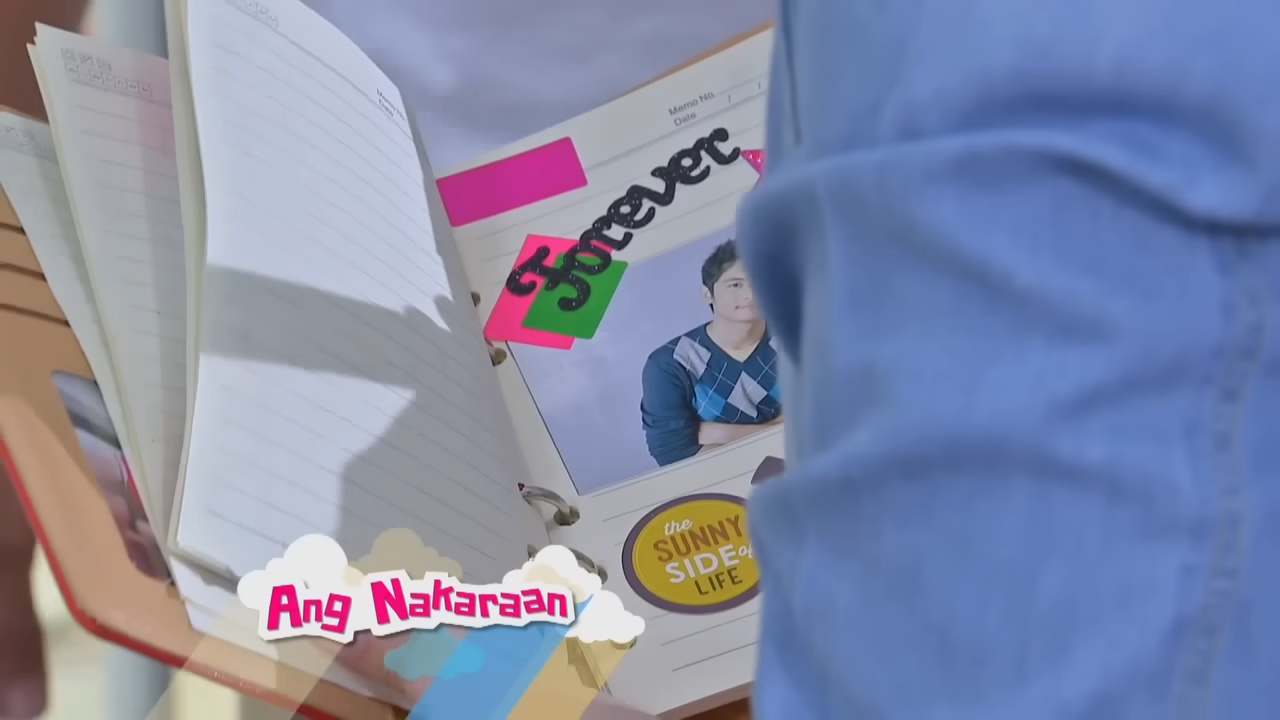 Memo No.
Date / /
Forever
the
SUNNY
SIDE of
LIFE
Ang Nakaraan